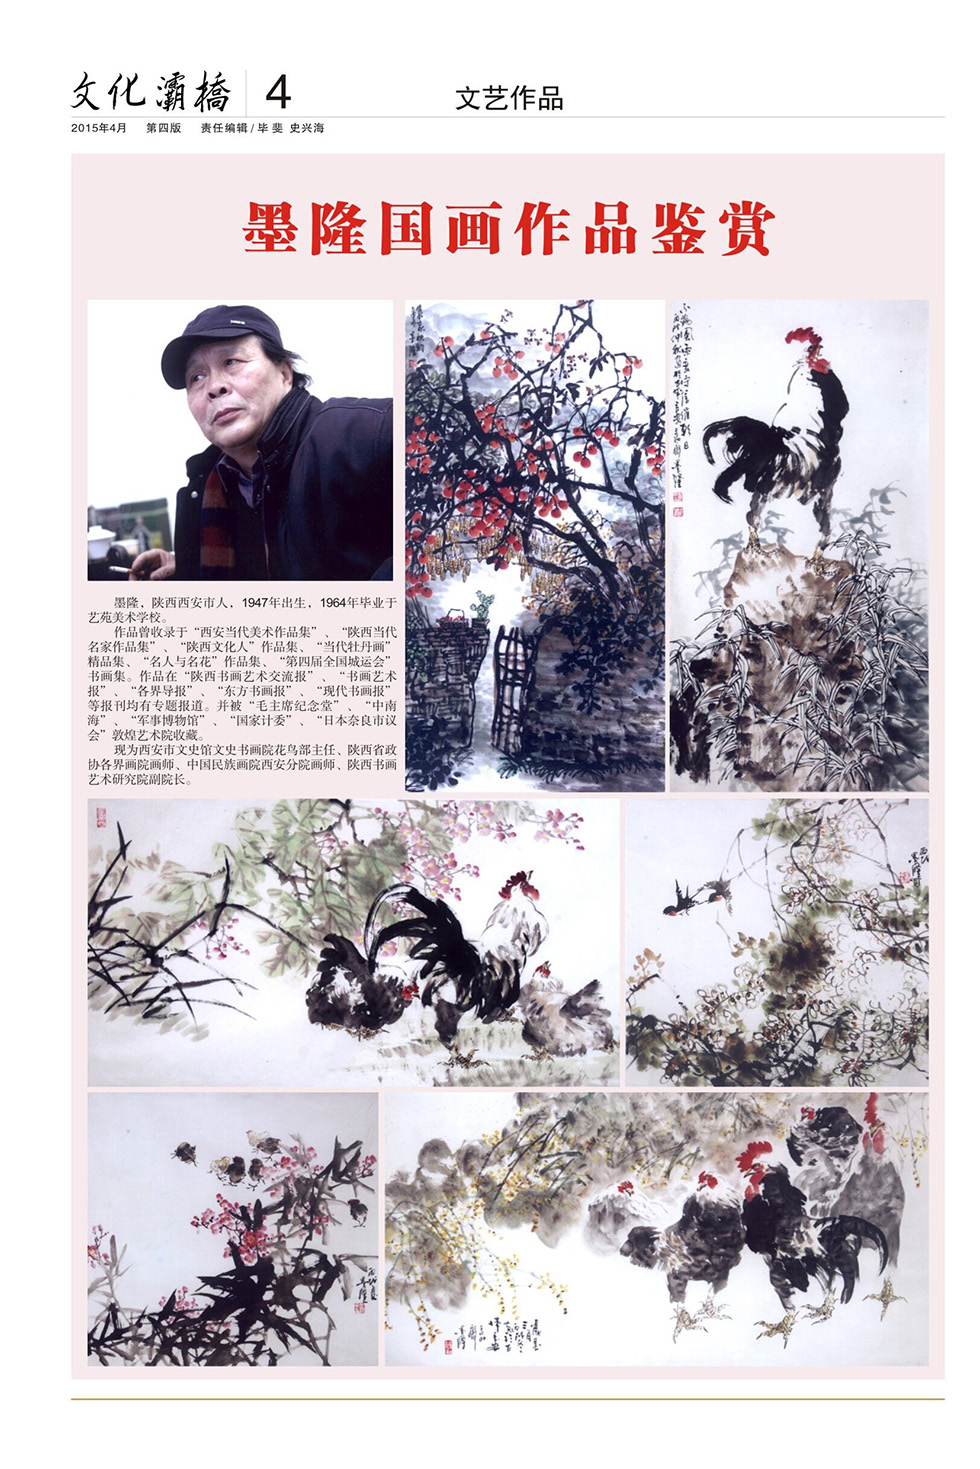 文化灞橋 4
文艺作品
2015年4月 第四版 责任编辑/毕 斐 史兴海
墨隆国画作品鉴赏
墨隆，陕西西安市人，1947年出生，1964年毕业于
艺苑美术学校。
作品曾收录于“西安当代美术作品集”、“陕西当代
名家作品集”、“陕西文化人”作品集、“当代牡丹画”
精品集、“名人与名花”作品集、“第四届全国城运会”
书画集。作品在“陕西书画艺术交流报”、“书画艺术
报”、“各界导报”、“东方书画报”、“现代书画报”
等报刊均有专题报道。并被“毛主席纪念堂”、“中南
海”、“军事博物馆”、“国家计委”、“日本奈良市议
会”敦煌艺术院收藏。
现为西安市文史馆文史书画院花鸟部主任、陕西省政
协各界画院画师、中国民族画院西安分院画师、陕西书画
艺术研究院副院长。